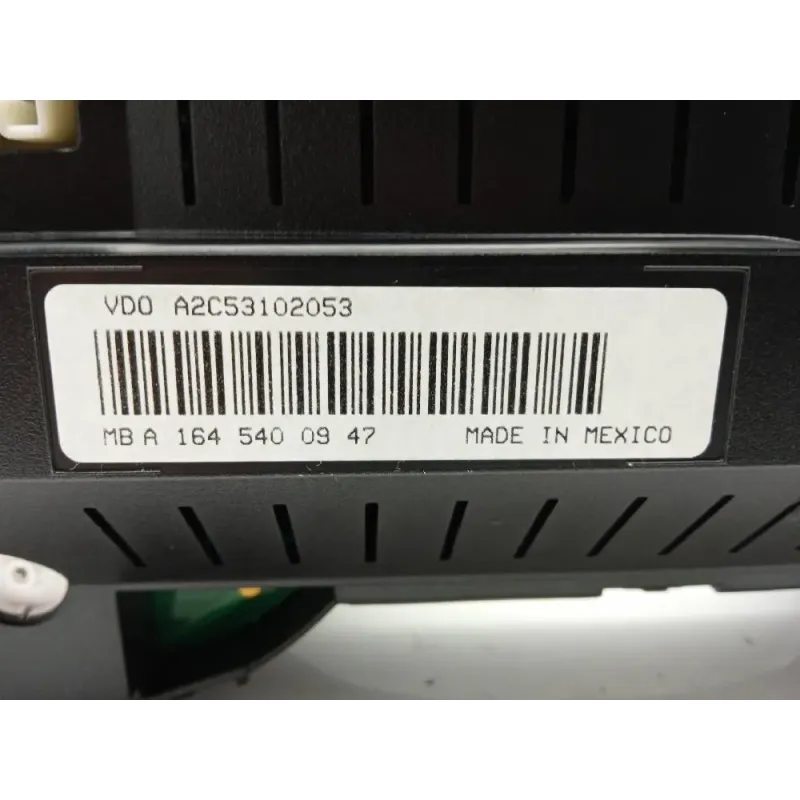 VDO A2C53102053
MB A 164 540 09 47 MADE IN MEXICO